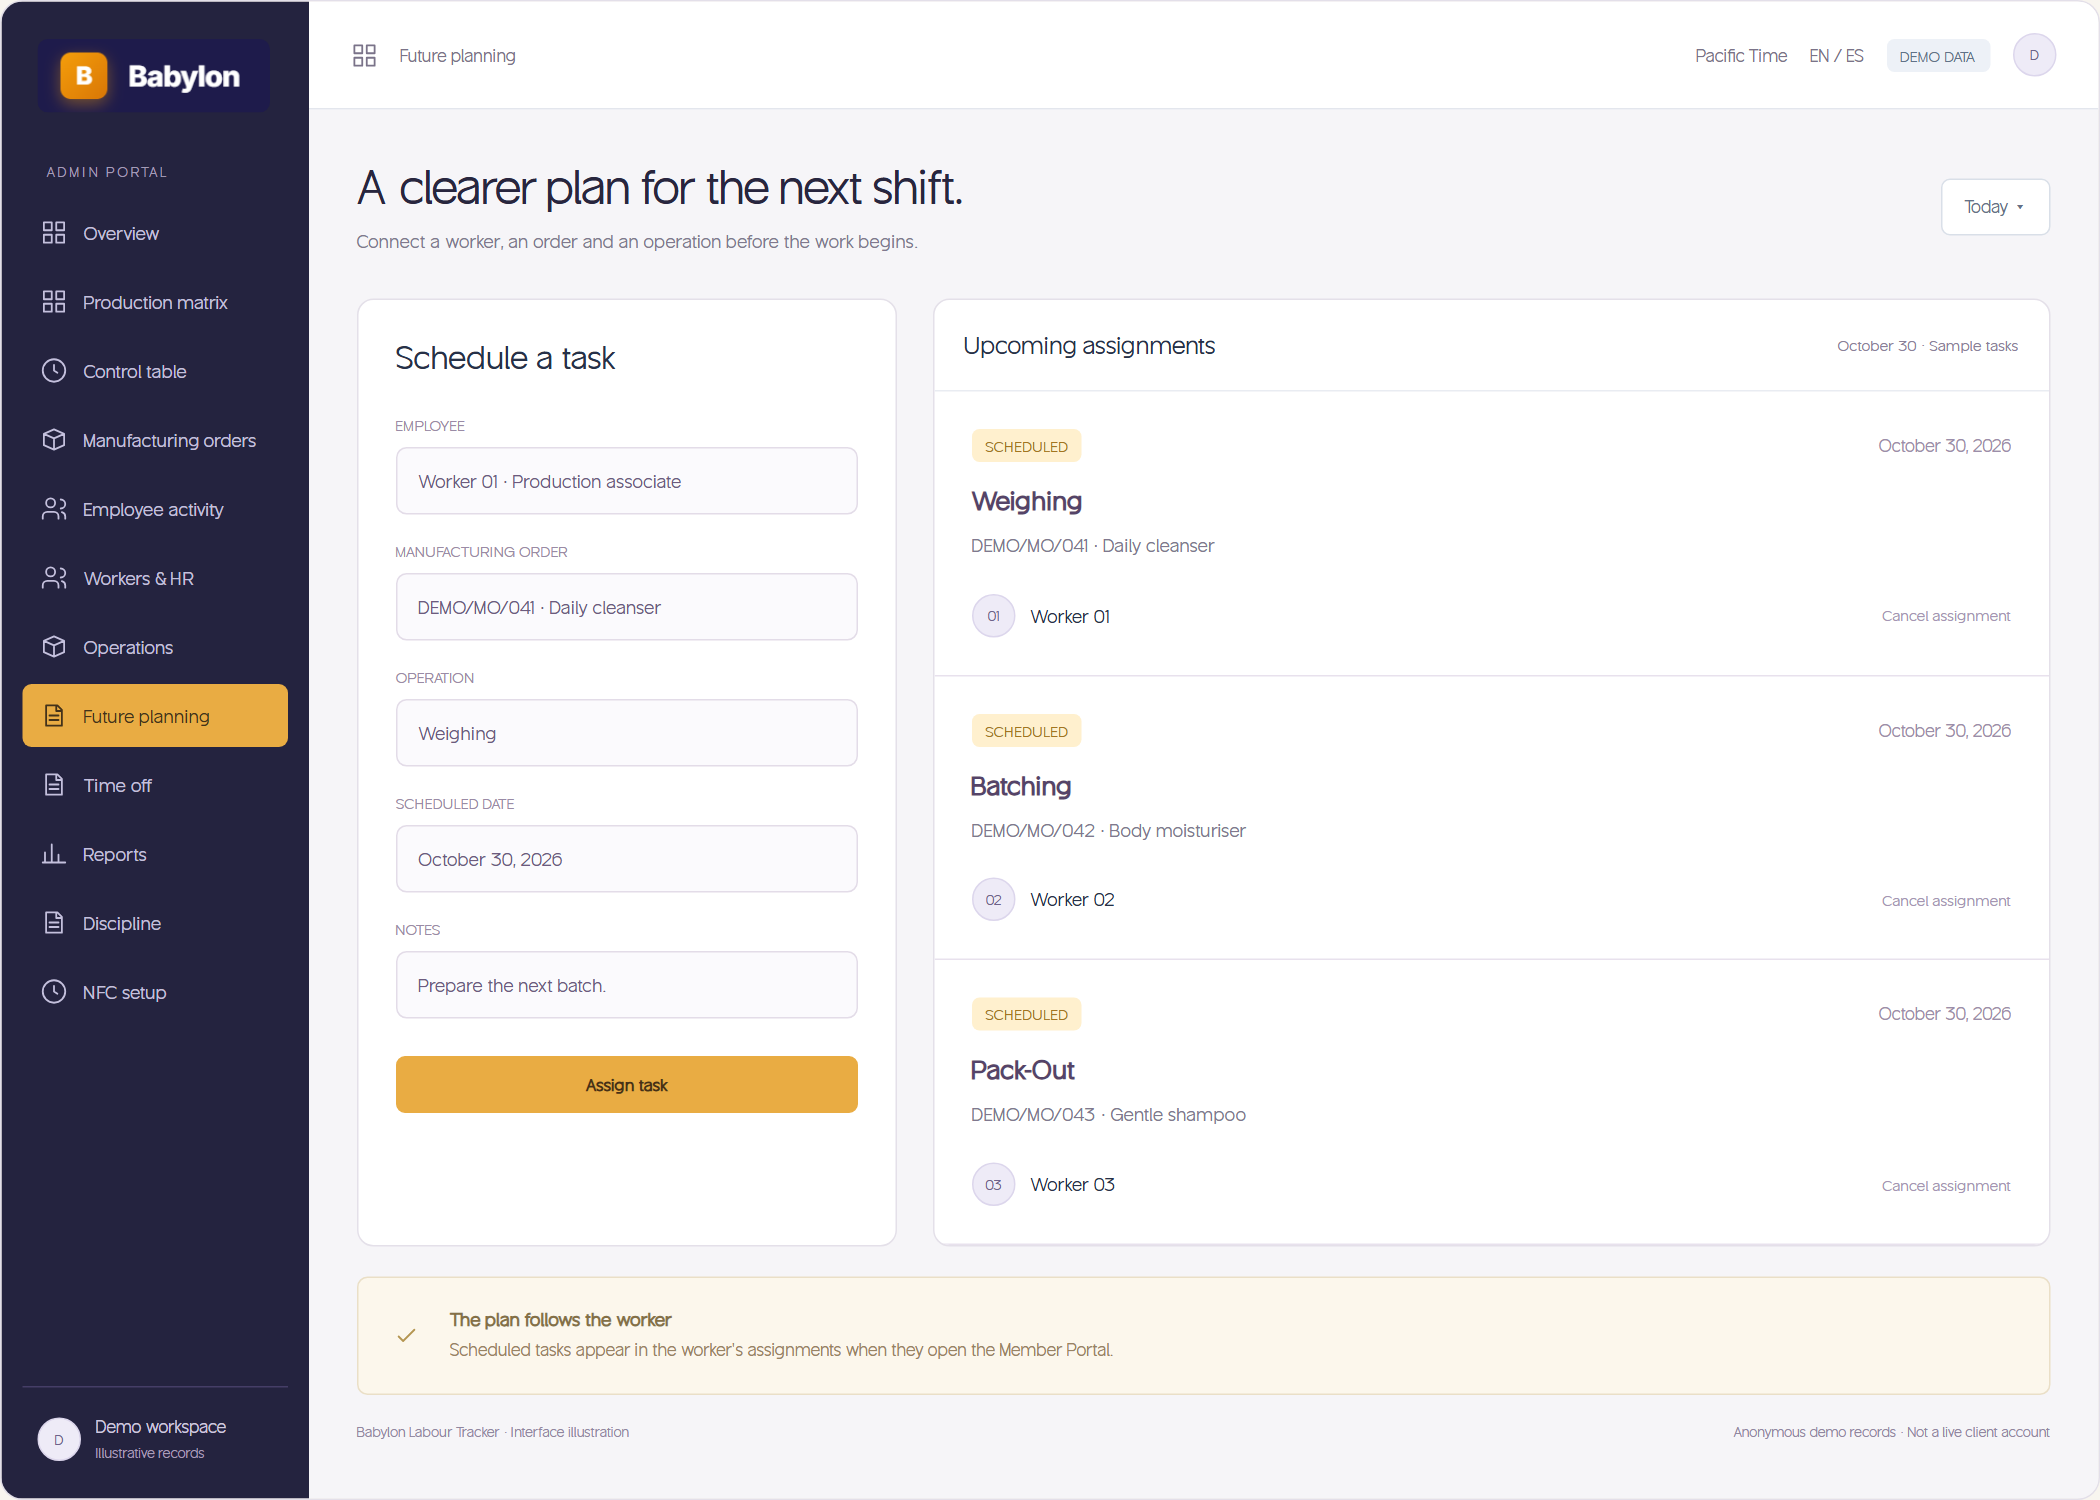 B Babylon
ADMIN PORTAL
Overview
Production matrix
Control table
Manufacturing orders
Employee activity
Workers & HR
Operations
Future planning
Time off
Reports
Discipline
NFC setup
D
Demo workspace
Illustrative records
Future planning
Pacific Time EN / ES DEMO DATA D
A clearer plan for the next shift.
Connect a worker, an order and an operation before the work begins.
Today
Schedule a task
EMPLOYEE
Worker 01 · Production associate
MANUFACTURING ORDER
DEMO/MO/041 · Daily cleanser
OPERATION
Weighing
SCHEDULED DATE
October 30, 2026
NOTES
Prepare the next batch.
Assign task
Upcoming assignments October 30 · Sample tasks
SCHEDULED October 30, 2026
Weighing
DEMO/MO/041 · Daily cleanser
01 Worker 01 Cancel assignment
SCHEDULED October 30, 2026
Batching
DEMO/MO/042 · Body moisturiser
02 Worker 02 Cancel assignment
SCHEDULED October 30, 2026
Pack-Out
DEMO/MO/043 · Gentle shampoo
03 Worker 03 Cancel assignment
The plan follows the worker
Scheduled tasks appear in the worker's assignments when they open the Member Portal.
Babylon Labour Tracker · Interface illustration
Anonymous demo records · Not a live client account